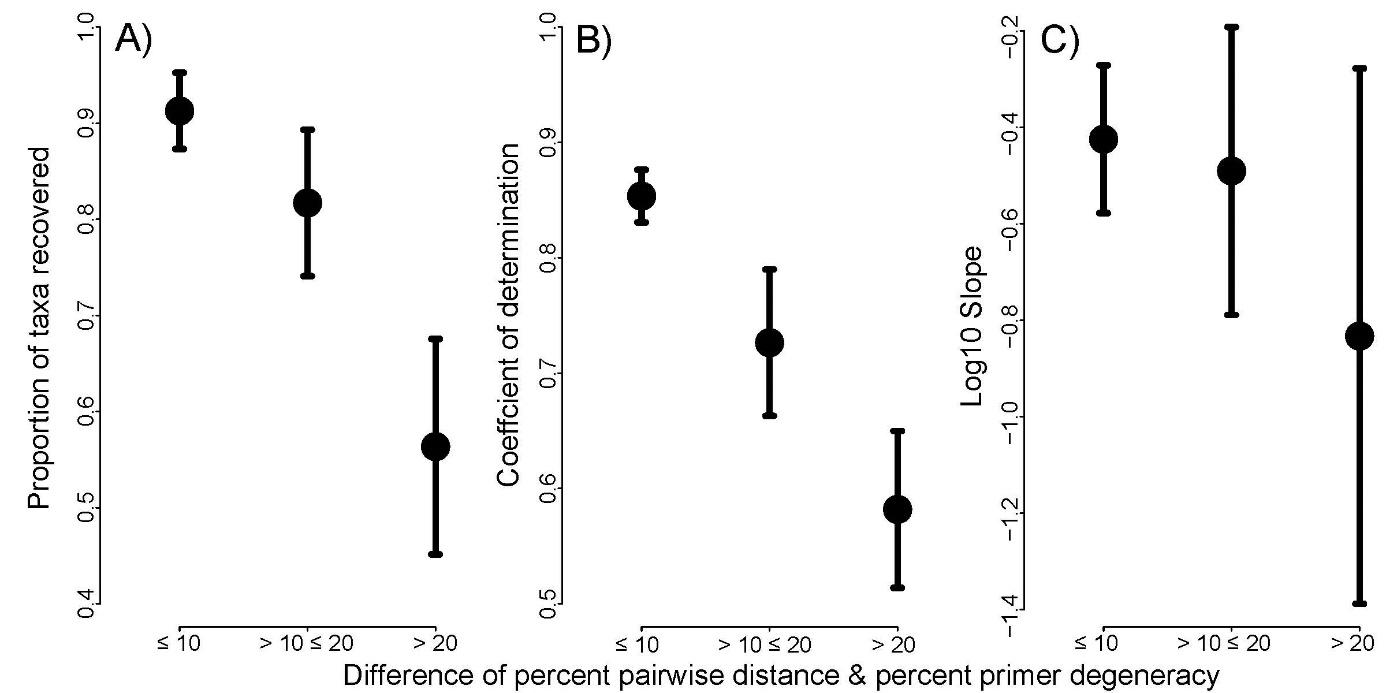 A)
Proportion of taxa recovered
1.0
0.9
0.8
0.7
0.6
0.5
0.4
≤ 10
> 10 ≤ 20
> 20
B)
Coeffcient of determination
1.0
0.9
0.8
0.7
0.6
0.5
≤ 10
> 10 ≤ 20
> 20
C)
Log10 Slope
−0.2
−0.4
−0.6
−0.8
−1.0
−1.2
−1.4
≤ 10
> 10 ≤ 20
> 20
Difference of percent pairwise distance & percent primer degeneracy